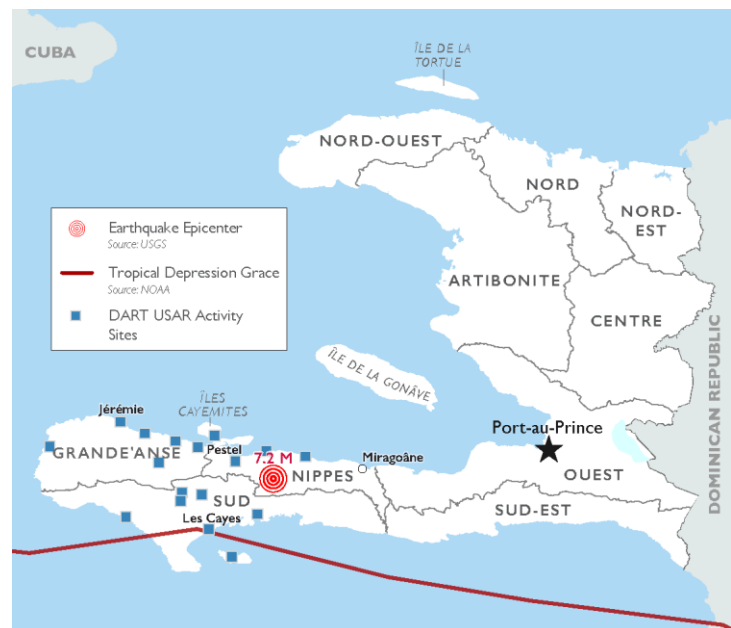 CUBA
ÎLE DE LA
TORTUE
NORD-OUEST
NORD
NORD-
EST
Earthquake Epicenter
Source: USGS
Tropical Depression Grace
Source: NOAA
DART USAR Activity
Sites
ARTIBONITE
CENTRE
ÎLE DE LA GONÂVE
DOMINICAN REPUBLIC
ÎLES
CAYEMITES
Jérémie
Port-au-Prince
GRANDE'ANSE
Pestel
7.2 M
Miragoâne
NIPPES
OUEST
SUD
SUD-EST
Les Cayes